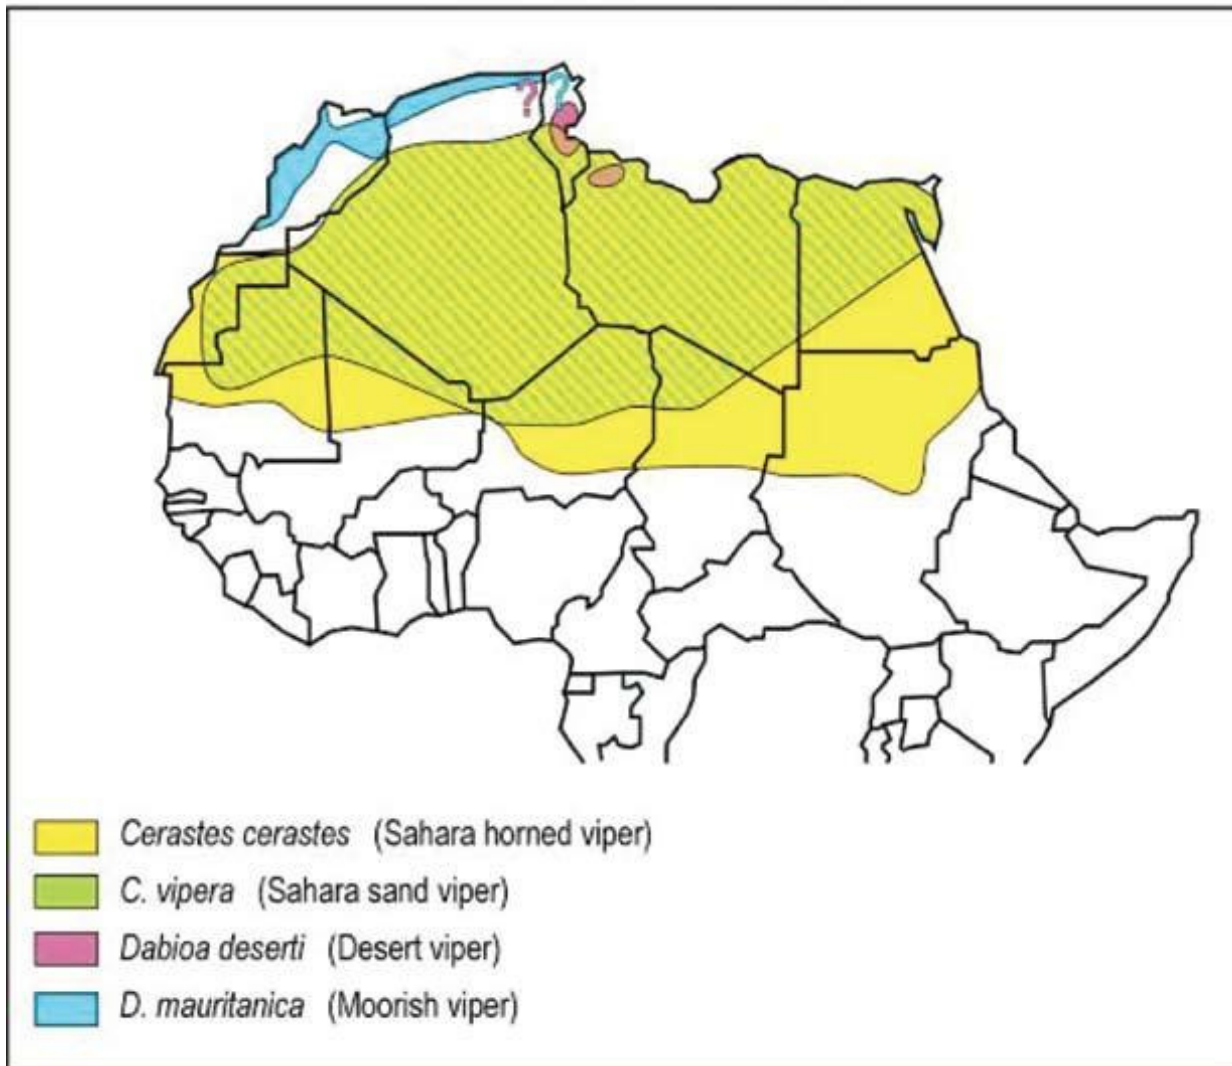 ? ?
Cerastes cerastes (Sahara horned viper)
C. vipera (Sahara sand viper)
Dabioa deserti (Desert viper)
D. mauritanica (Moorish viper)